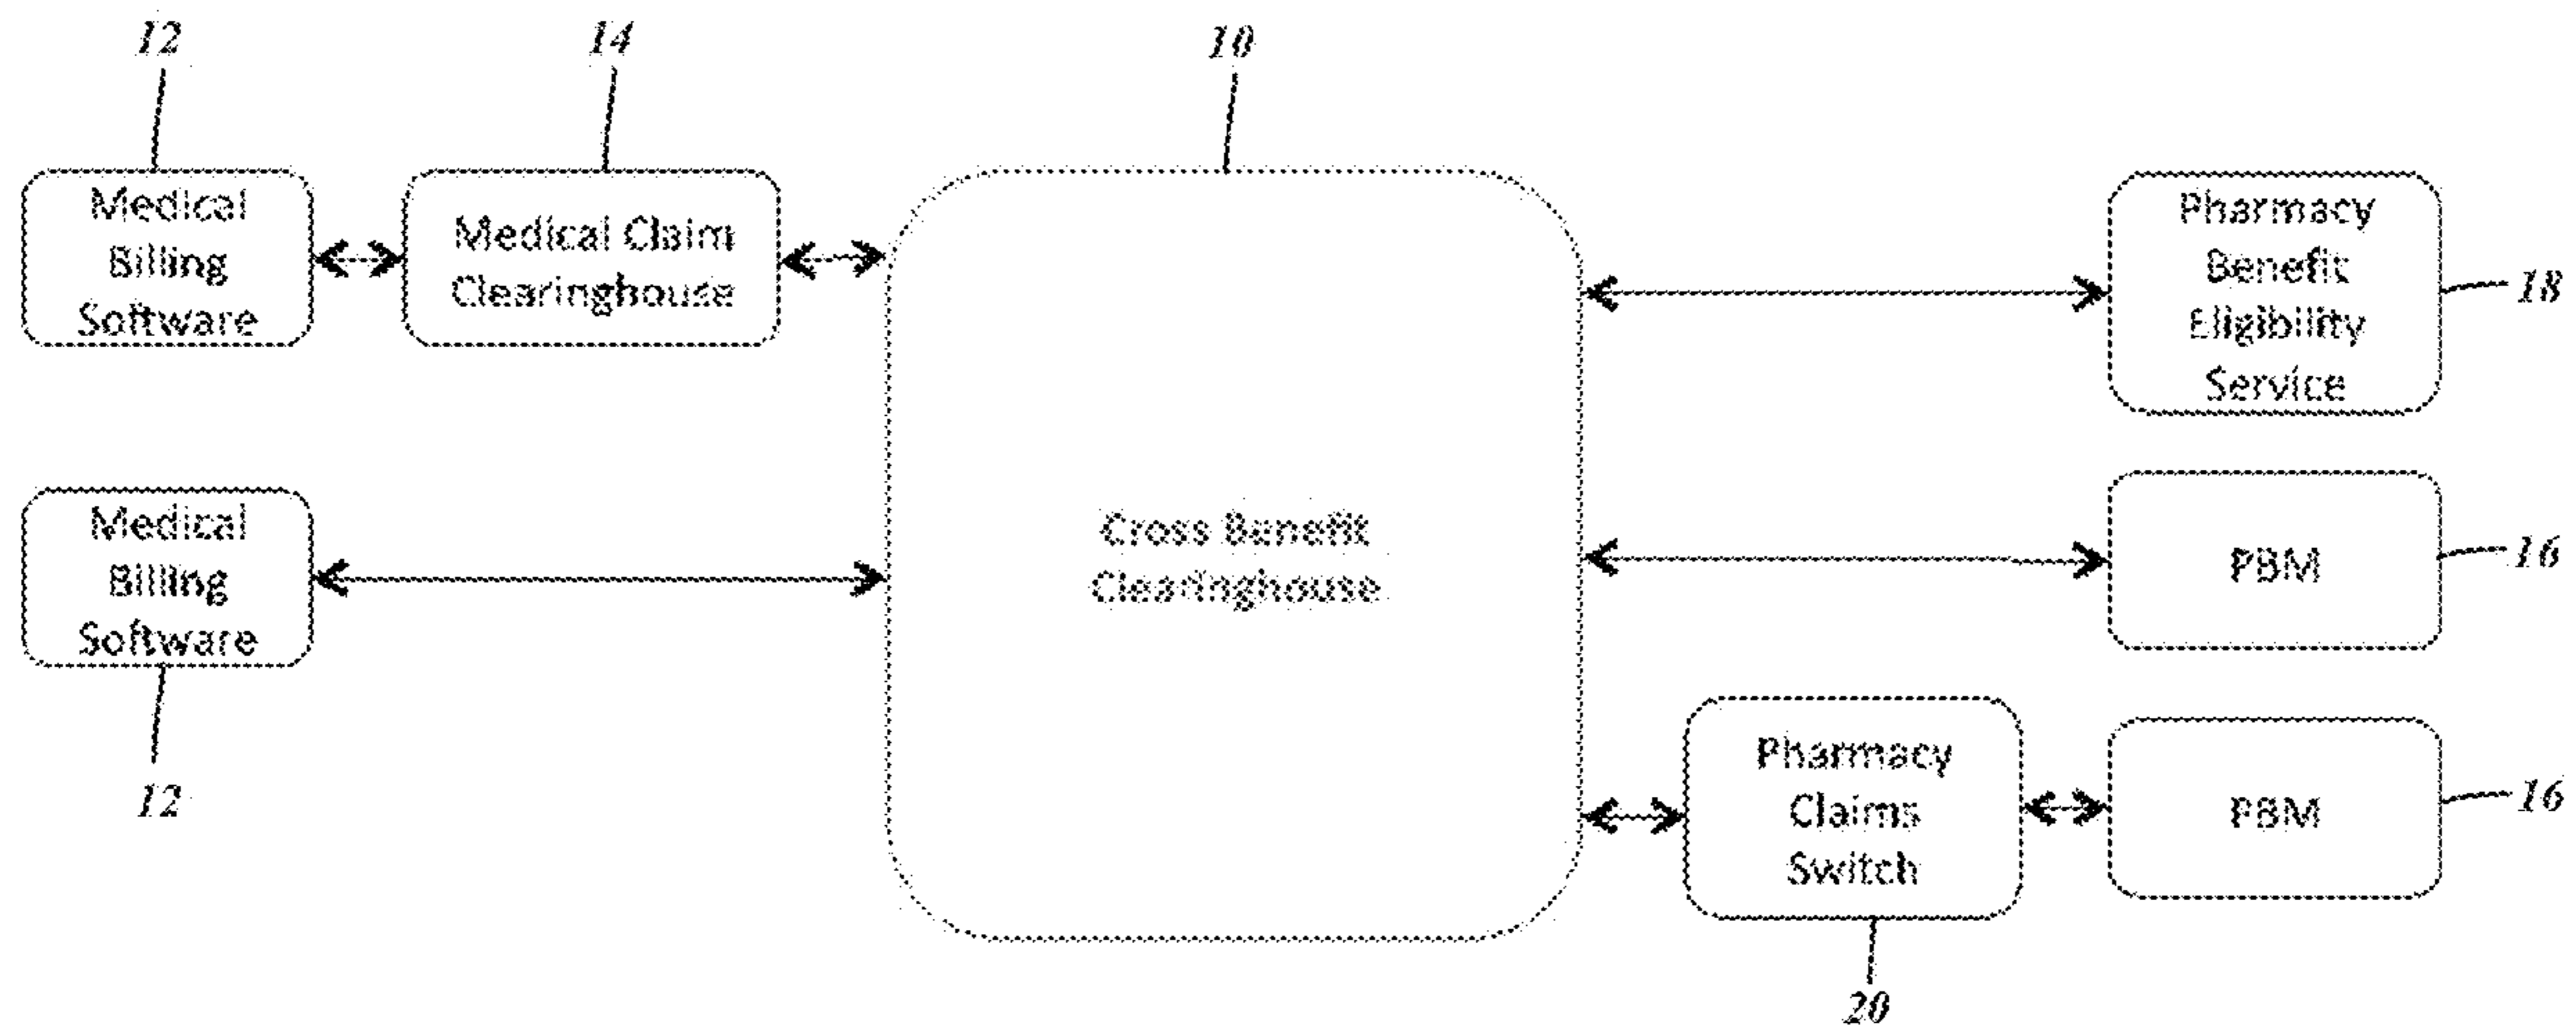 12
14
10
Medical
Billing
Software
Medical Claim
Clearinghouse
Pharmacy
Benefit
Eligibility
Service
18
Medical
Billing
Software
12
Cross Benefit
Clearinghouse
PBM
16
Pharmacy
Claims
Switch
20
PBM
16